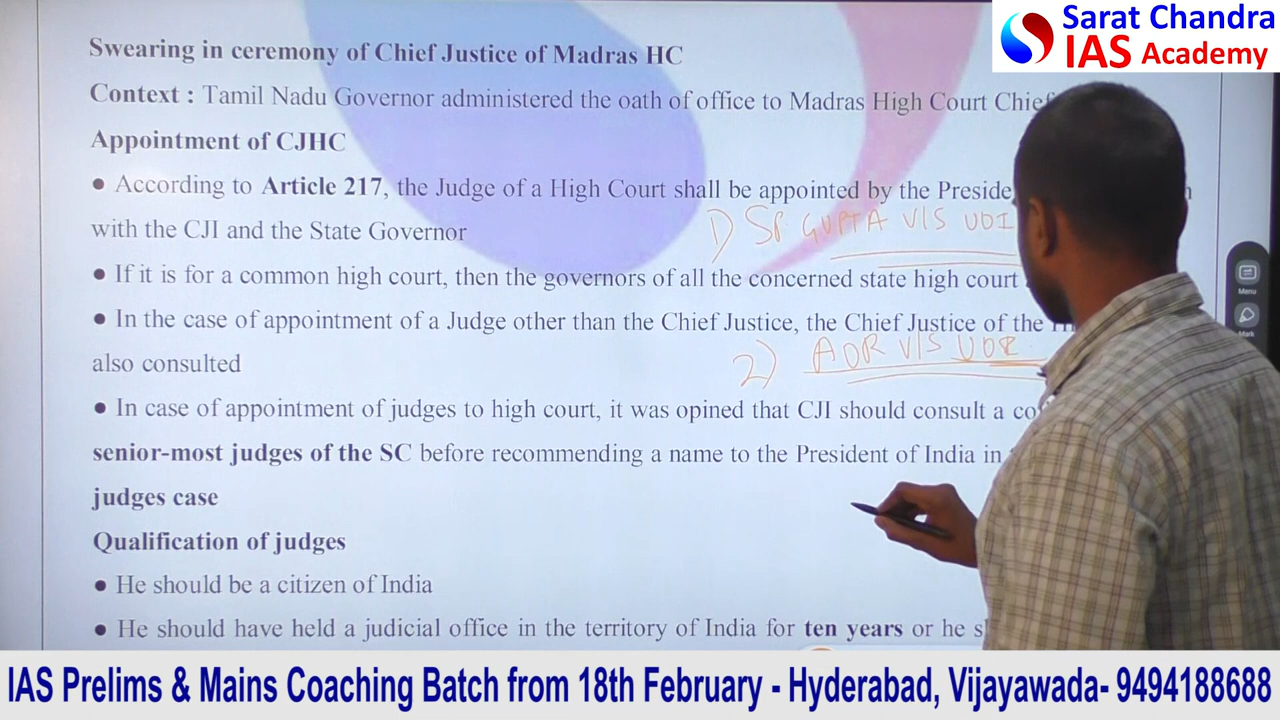 Sarat Chandra
IAS Academy
Swearing in ceremony of Chief Justice of Madras HC
Context : Tamil Nadu Governor administered the oath of office to Madras High Court Chief
Appointment of CJHC
● According to Article 217, the Judge of a High Court shall be appointed by the Preside
1) SP GUPTA V/S UOI
with the CJI and the State Governor
● If it is for a common high court, then the governors of all the concerned state high court
● In the case of appointment of a Judge other than the Chief Justice, the Chief Justice of the
2) AOR V/S UOI
also consulted
● In case of appointment of judges to high court, it was opined that CJI should consult a co
senior-most judges of the SC before recommending a name to the President of India in
judges case
Qualification of judges
● He should be a citizen of India
● He should have held a judicial office in the territory of India for ten years or he s
Menu
Mark
IAS Prelims & Mains Coaching Batch from 18th February - Hyderabad, Vijayawada- 9494188688